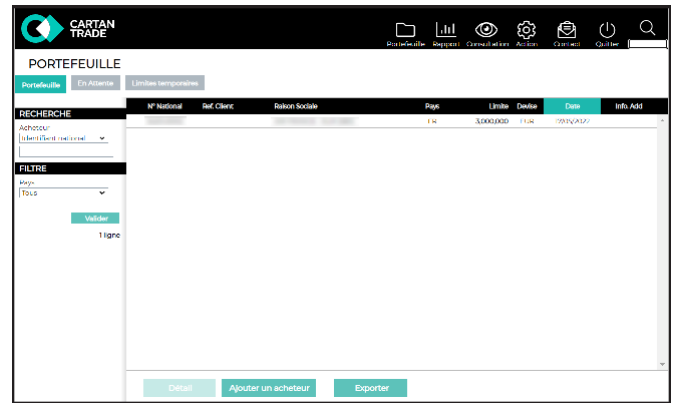 CARTAN
TRADE
Portefeuille Rapport Consultation Action Contact Quitter
PORTEFEUILLE
Portefeuille En Attente Limites temporaires
N° National Ref. Client Raison Sociale Pays Limite Devise Date Info. Add
FR 3,000,000 EUR
RECHERCHE
Acheteur
Identifiant national
FILTRE
Pays
Tous
Valider
1 ligne
Détail Ajouter un acheteur Exporter